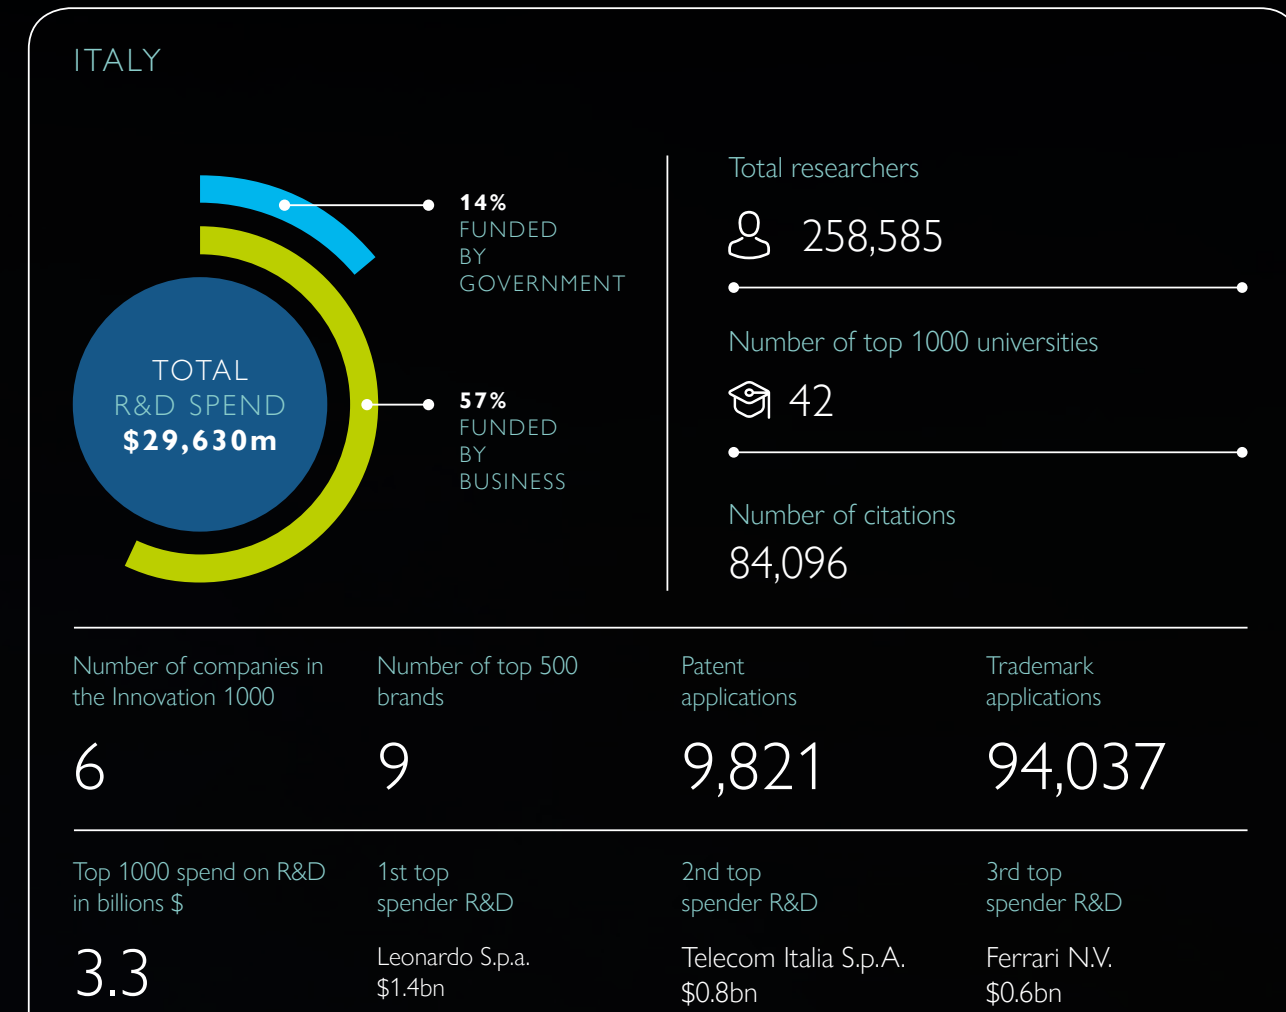 ITALY
14%
FUNDED
BY
GOVERNMENT
TOTAL
R&D SPEND
$29,630m
57%
FUNDED
BY
BUSINESS
Total researchers
258,585
Number of top 1000 universities
42
Number of citations
84,096
Number of companies in
the Innovation 1000
6
Number of top 500
brands
9
Patent
applications
9,821
Trademark
applications
94,037
Top 1000 spend on R&D
in billions $
3.3
1st top
spender R&D
Leonardo S.p.a.
$1.4bn
2nd top
spender R&D
Telecom Italia S.p.A.
$0.8bn
3rd top
spender R&D
Ferrari N.V.
$0.6bn